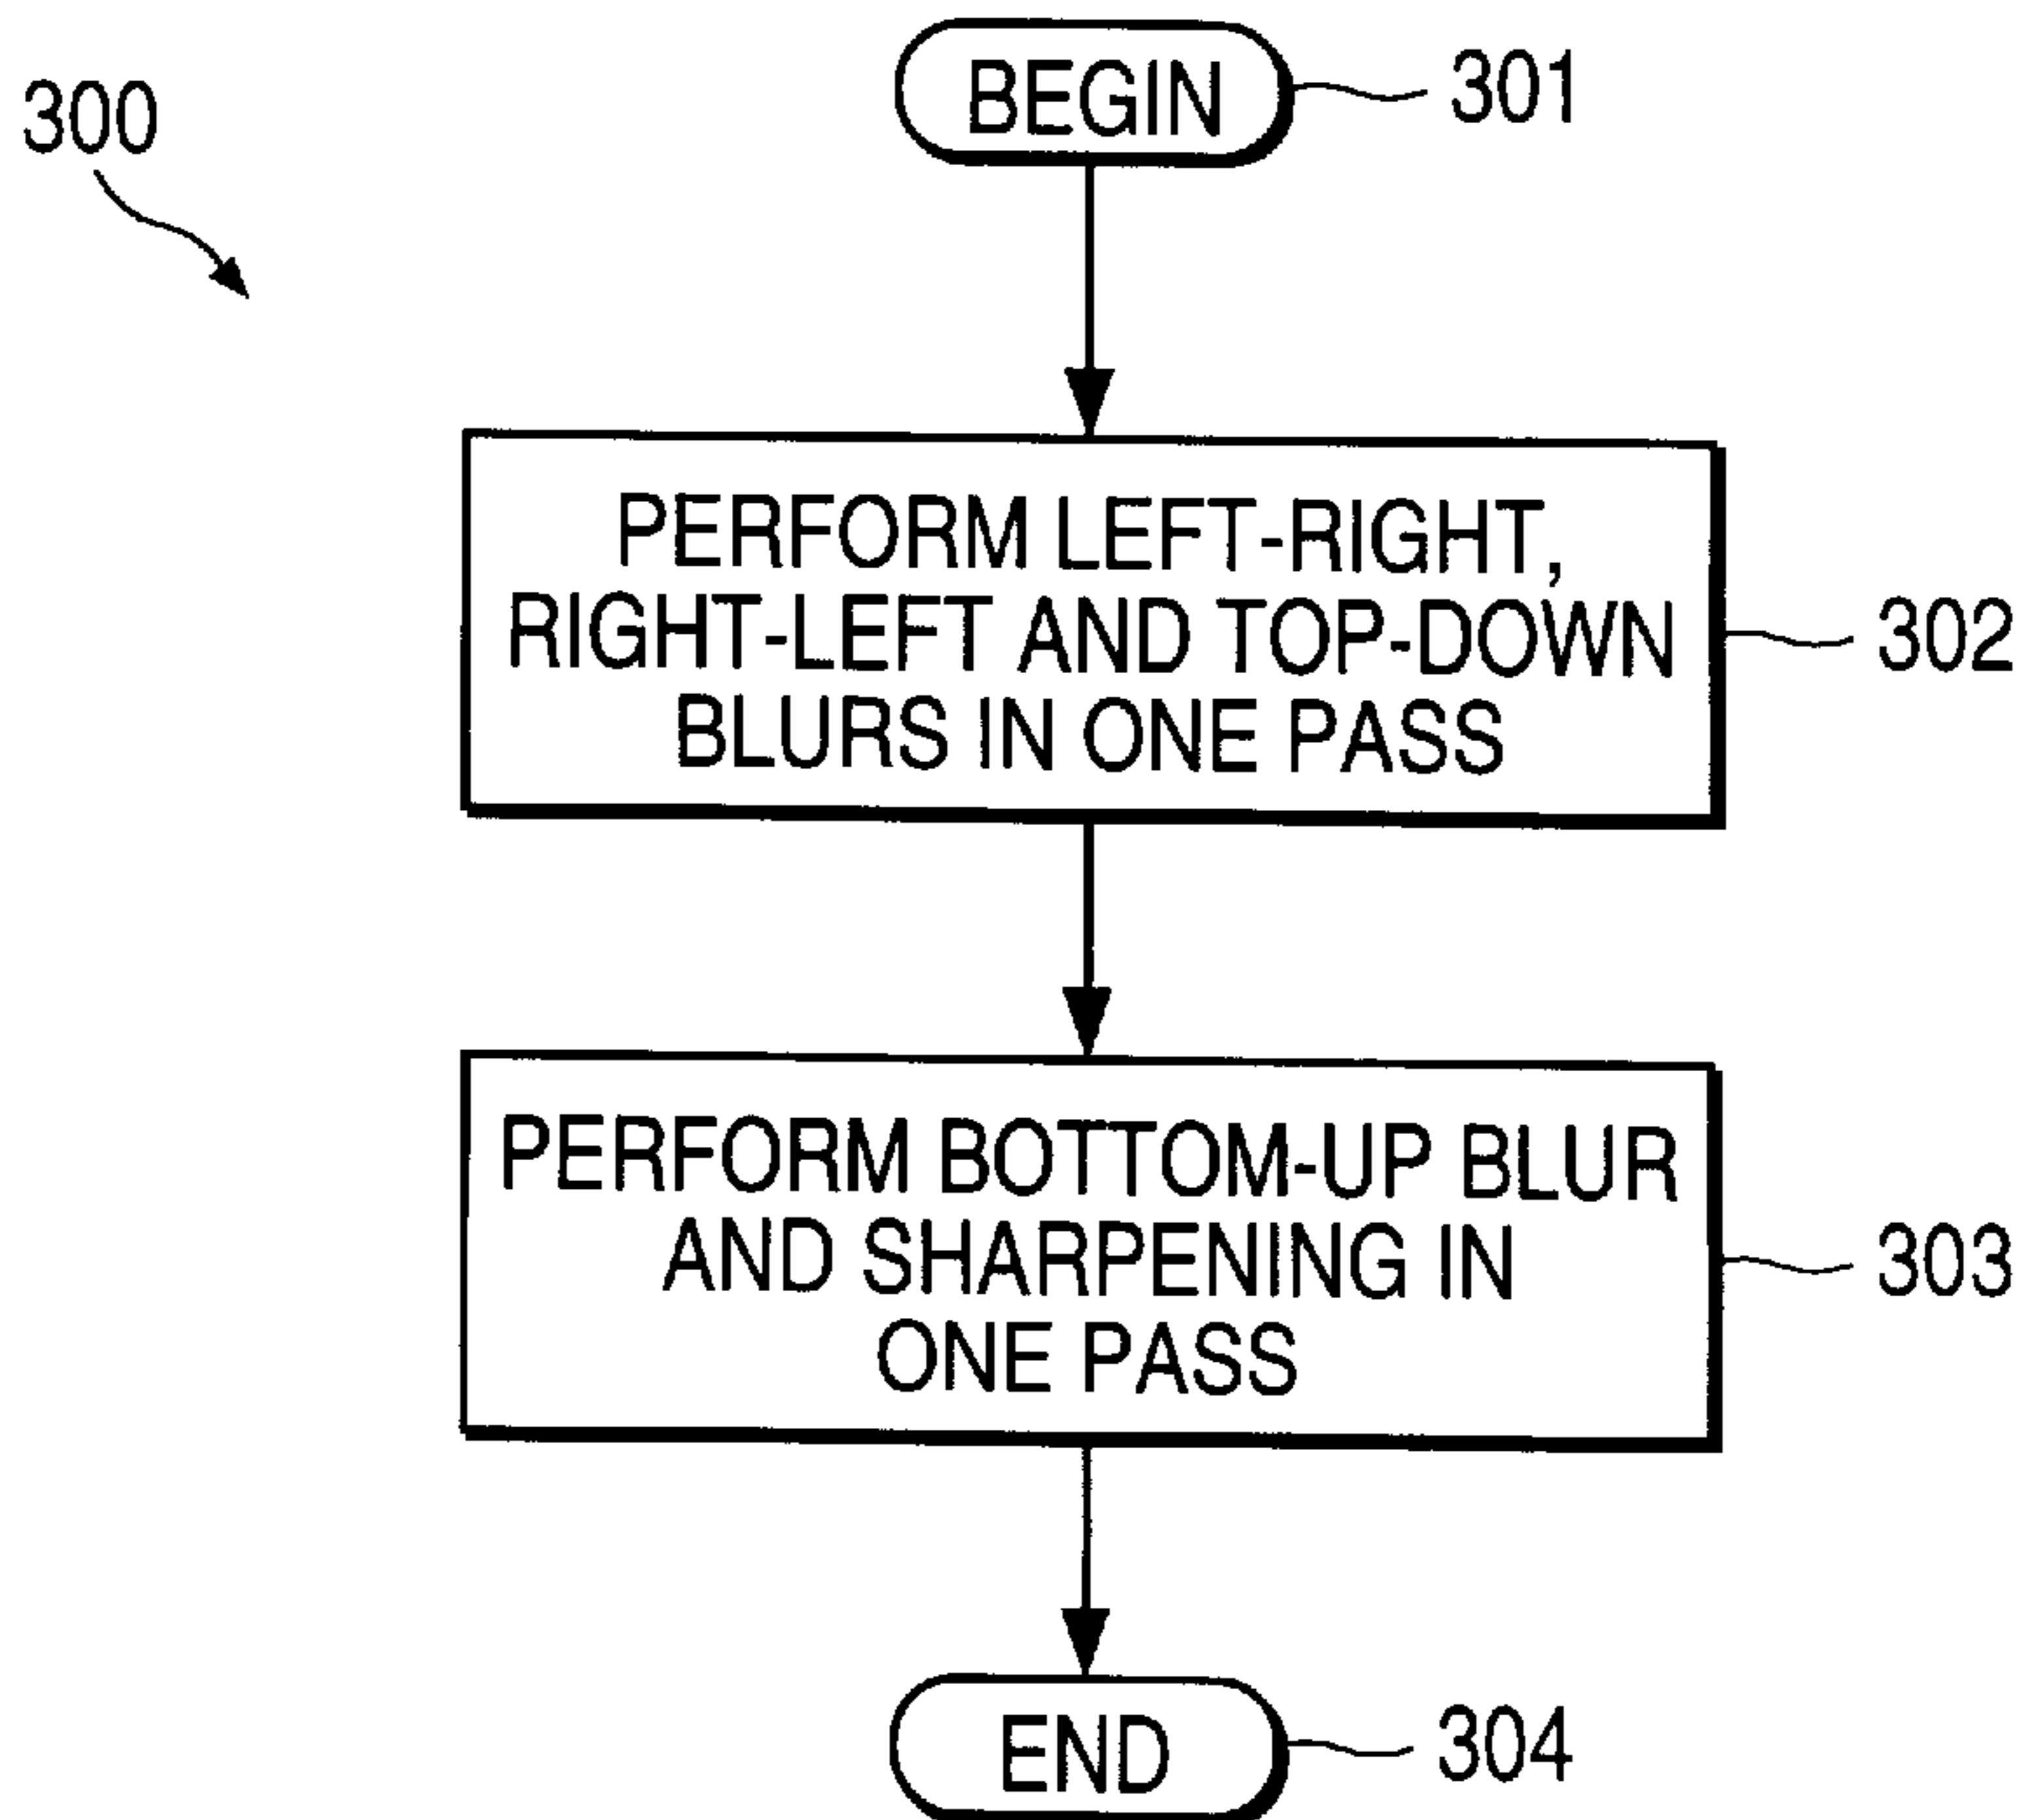 300
BEGIN
301
PERFORM LEFT-RIGHT,
RIGHT-LEFT AND TOP-DOWN
BLURS IN ONE PASS
302
PERFORM BOTTOM-UP BLUR
AND SHARPENING IN
ONE PASS
303
END
304